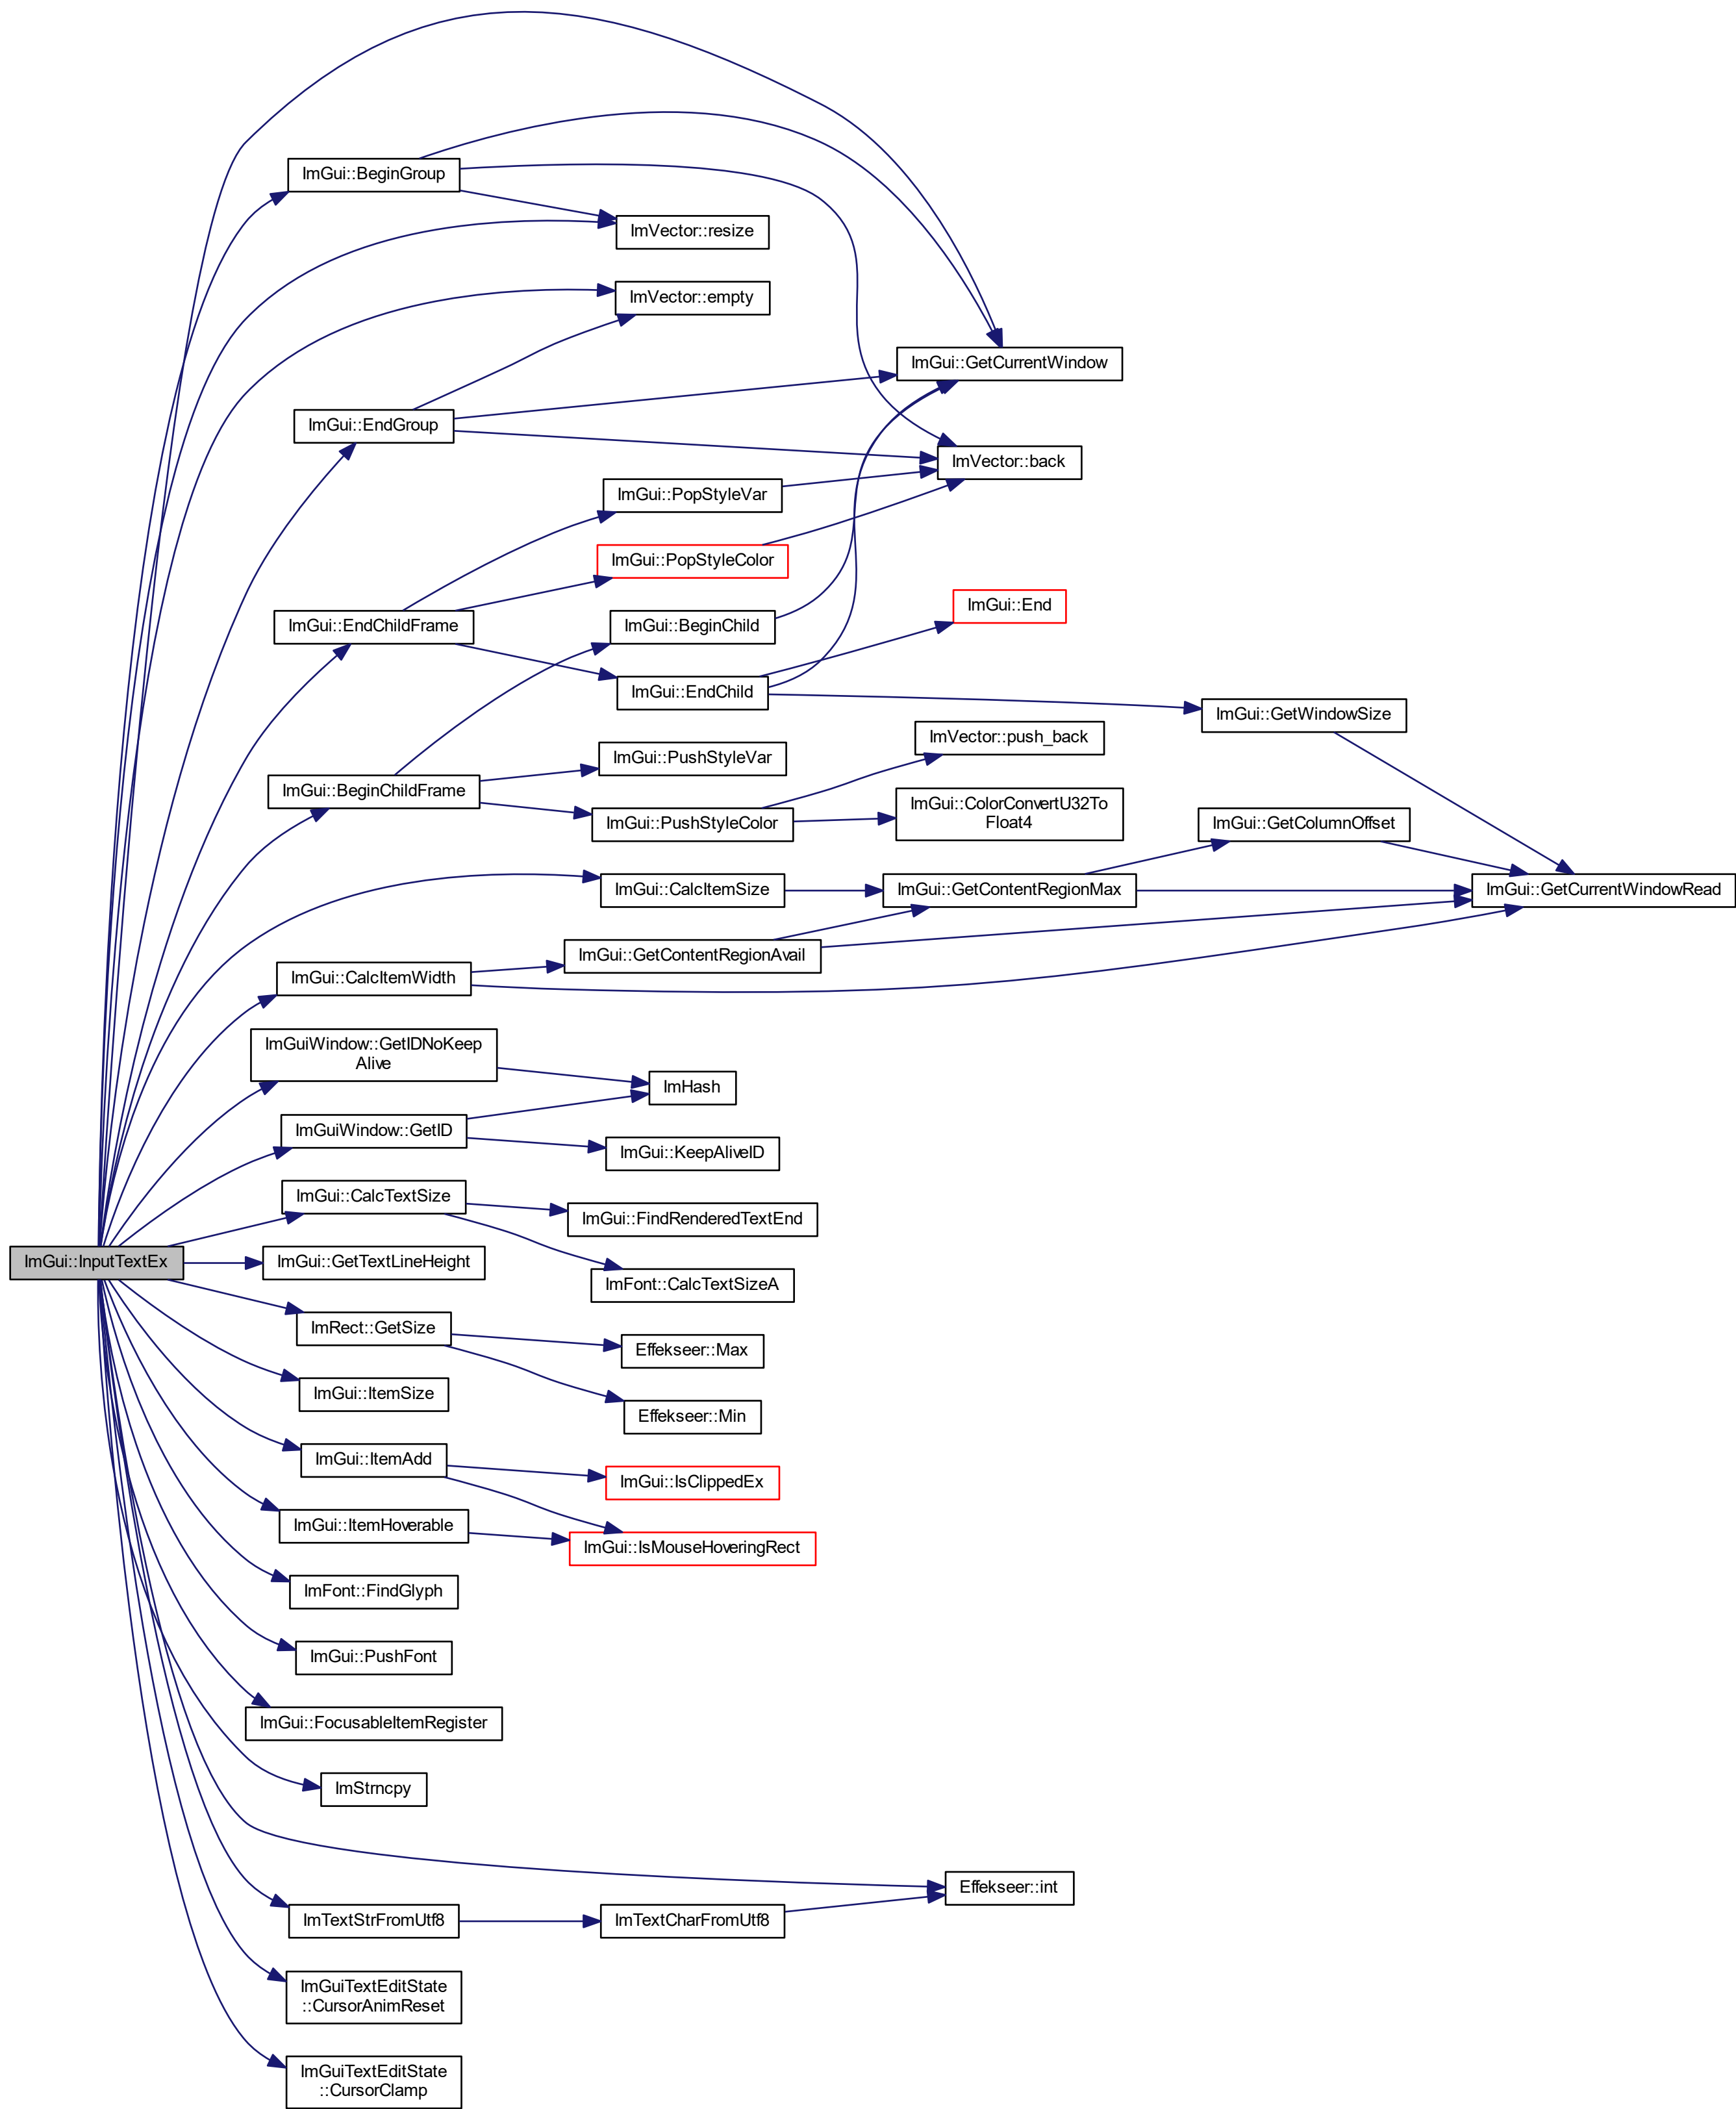 ImGui::BeginGroup
ImVector::resize
ImVector::empty
ImGui::GetCurrentWindow
ImGui::EndGroup
ImVector::back
ImGui::PopStyleVar
ImGui::PopStyleColor
ImGui::End
ImGui::EndChildFrame
ImGui::BeginChild
ImGui::EndChild
ImGui::GetWindowSize
ImVector::push_back
ImGui::PushStyleVar
ImGui::BeginChildFrame
ImGui::PushStyleColor
ImGui::ColorConvertU32To
Float4
ImGui::GetColumnOffset
ImGui::CalcItemSize
ImGui::GetContentRegionMax
ImGui::GetCurrentWindowRead
ImGui::GetContentRegionAvail
ImGui::CalcItemWidth
ImGuiWindow::GetIDNoKeep
Alive
ImHash
ImGuiWindow::GetID
ImGui::KeepAliveID
ImGui::CalcTextSize
ImGui::FindRenderedTextEnd
ImGui::InputTextEx
ImGui::GetTextLineHeight
ImFont::CalcTextSizeA
ImRect::GetSize
Effekseer::Max
ImGui::ItemSize
Effekseer::Min
ImGui::ItemAdd
ImGui::IsClippedEx
ImGui::ItemHoverable
ImGui::IsMouseHoveringRect
ImFont::FindGlyph
ImGui::PushFont
ImGui::FocusableItemRegister
ImStrncpy
Effekseer::int
ImTextStrFromUtf8
ImTextCharFromUtf8
ImGuiTextEditState
::CursorAnimReset
ImGuiTextEditState
::CursorClamp